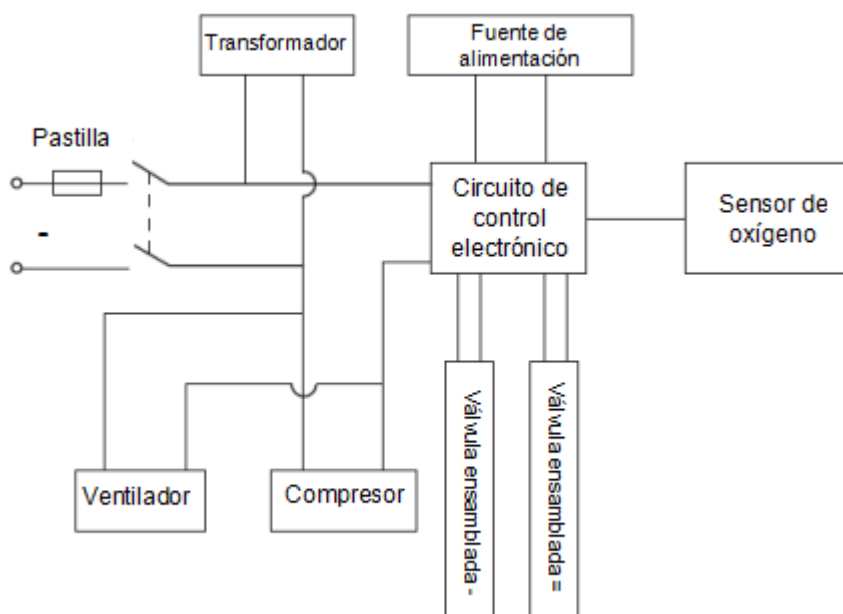 Transformador
Fuente de
alimentación
Pastilla
-
Circuito de
control
electrónico
Sensor de
oxígeno
Ventilador
Compresor
Válvula ensamblada -
Válvula ensamblada =